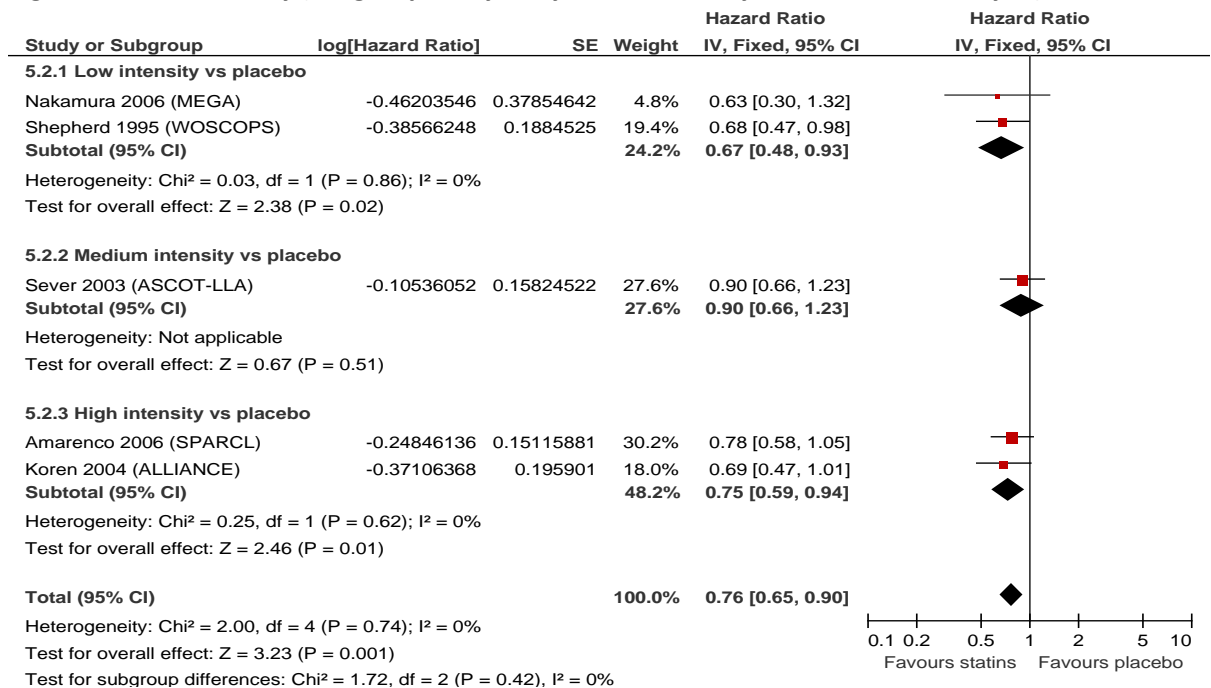 Hazard Ratio Hazard Ratio
Study or Subgroup log[Hazard Ratio] SE Weight IV, Fixed, 95% CI IV, Fixed, 95% CI
5.2.1 Low intensity vs placebo
Nakamura 2006 (MEGA) -0.46203546 0.37854642 4.8% 0.63 [0.30, 1.32]
Shepherd 1995 (WOSCOPS) -0.38566248 0.1884525 19.4% 0.68 [0.47, 0.98]
Subtotal (95% CI) 24.2% 0.67 [0.48, 0.93]
Heterogeneity: Chi² = 0.03, df = 1 (P = 0.86); I² = 0%
Test for overall effect: Z = 2.38 (P = 0.02)
5.2.2 Medium intensity vs placebo
Sever 2003 (ASCOT-LLA) -0.10536052 0.15824522 27.6% 0.90 [0.66, 1.23]
Subtotal (95% CI) 27.6% 0.90 [0.66, 1.23]
Heterogeneity: Not applicable
Test for overall effect: Z = 0.67 (P = 0.51)
5.2.3 High intensity vs placebo
Amarenco 2006 (SPARCL) -0.24846136 0.15115881 30.2% 0.78 [0.58, 1.05]
Koren 2004 (ALLIANCE) -0.37106368 0.195901 18.0% 0.69 [0.47, 1.01]
Subtotal (95% CI) 48.2% 0.75 [0.59, 0.94]
Heterogeneity: Chi² = 0.25, df = 1 (P = 0.62); I² = 0%
Test for overall effect: Z = 2.46 (P = 0.01)
Total (95% CI) 100.0% 0.76 [0.65, 0.90]
Heterogeneity: Chi² = 2.00, df = 4 (P = 0.74); I² = 0%
Test for overall effect: Z = 3.23 (P = 0.001)
Test for subgroup differences: Chi² = 1.72, df = 2 (P = 0.42), I² = 0%
0.1 0.2 0.5 1 2 5 10
Favours statins Favours placebo